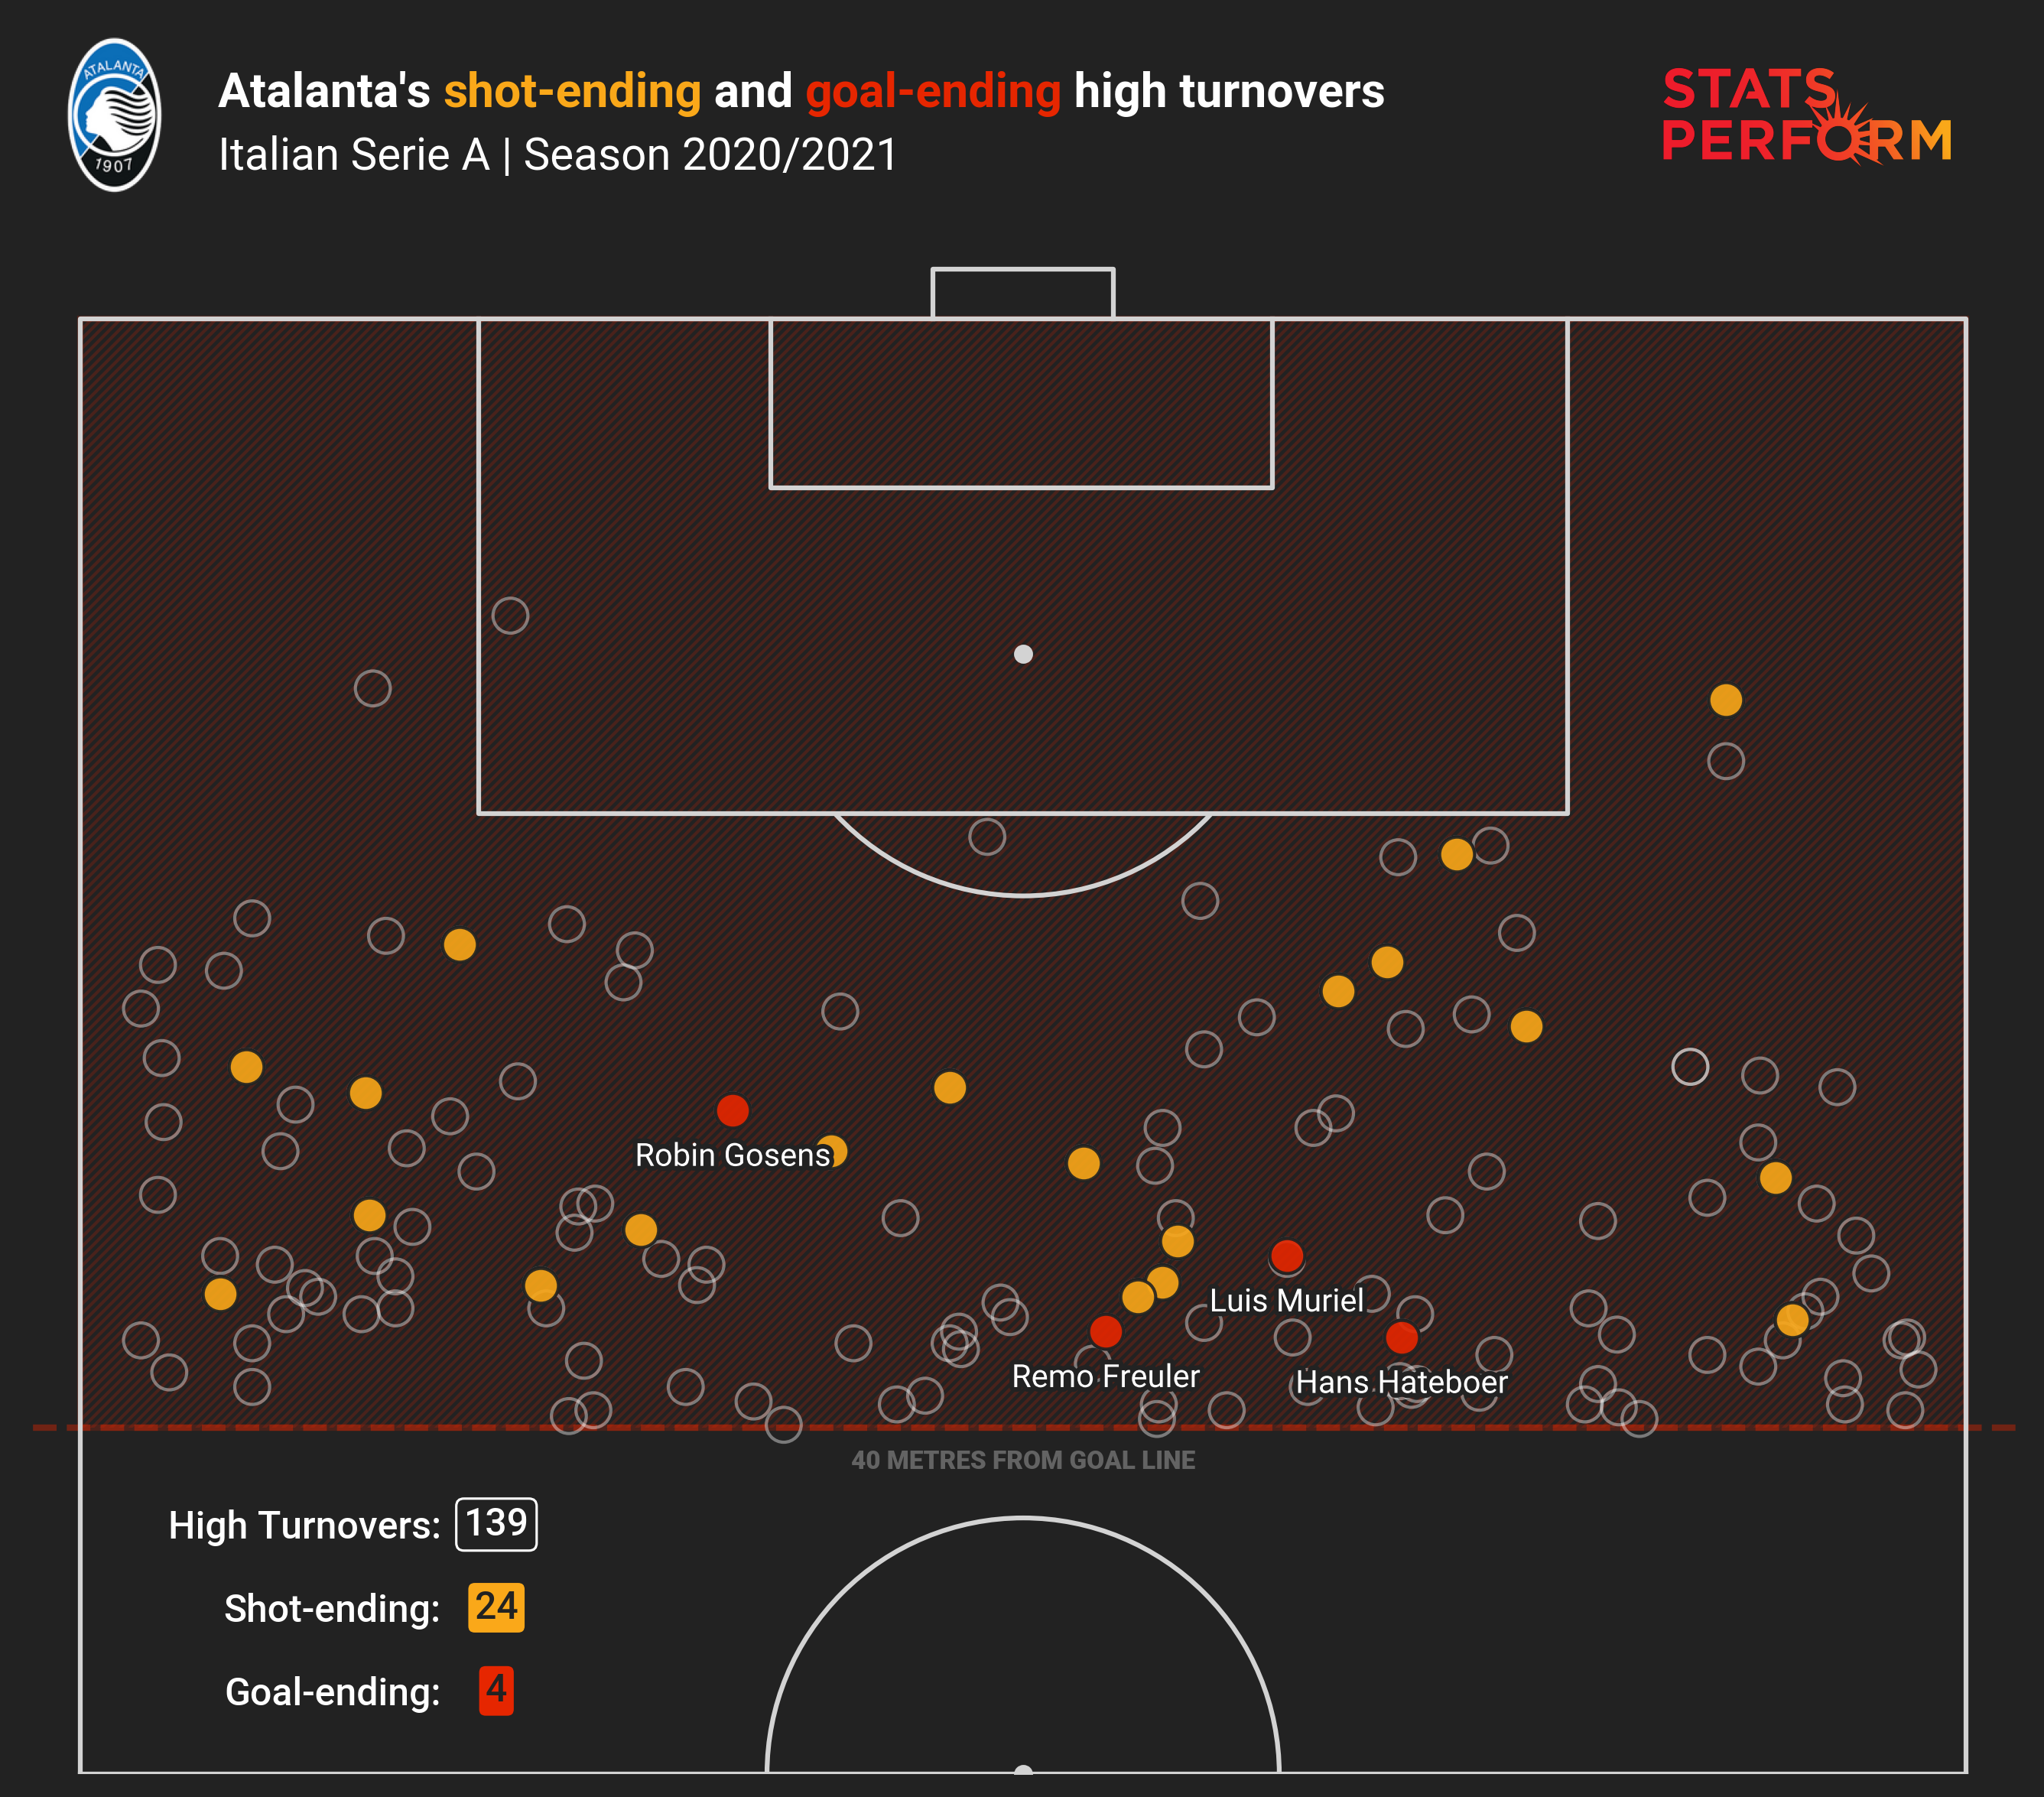 ATALANTA
1907
Atalanta's shot-ending and goal-ending high turnovers
Italian Serie A | Season 2020/2021
STATS
PERFORM
Robin Gosens
Luis Muriel
Remo Freuler
Hans Hateboer
40 METRES FROM GOAL LINE
High Turnovers: 139
Shot-ending: 24
Goal-ending: 4